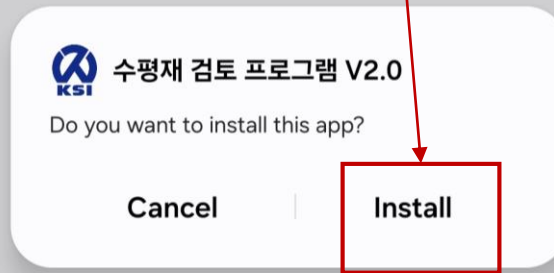 KSI
수평재 검토 프로그램 V2.0
Do you want to install this app?
Cancel
Install